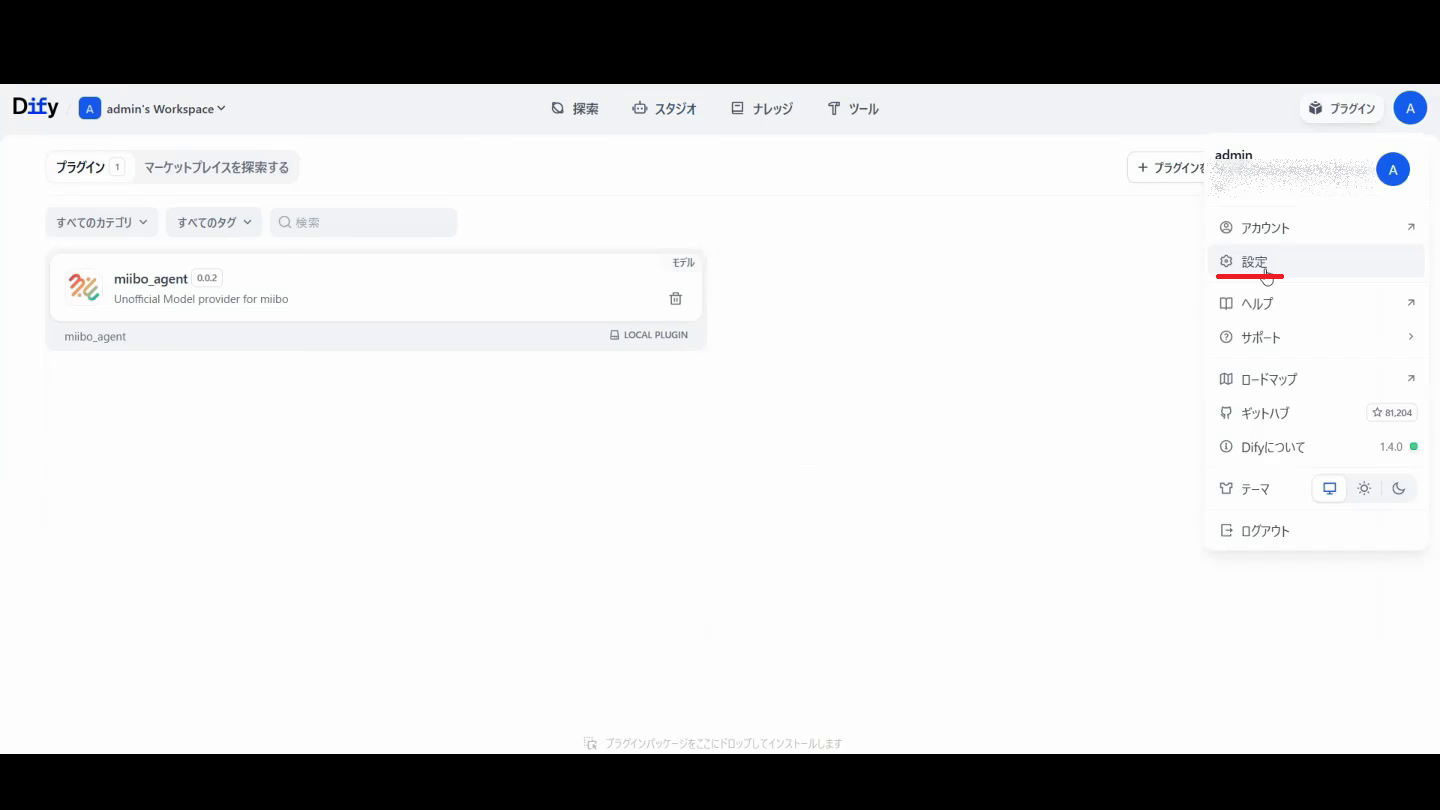 Dify / A admin's Workspace
探索
スタジオ
ナレッジ
ツール
プラグイン
A
プラグイン 1
マーケットプレイスを探索する
+ プラグインを
admin
A
すべてのカテゴリ
すべてのタグ
検索
アカウント
設定
モデル
miibo_agent 0.0.2
Unofficial Model provider for miibo
miibo_agent
LOCAL PLUGIN
ヘルプ
サポート
ロードマップ
ギットハブ 81,204
Difyについて 1.4.0
テーマ
ログアウト
プラグインパッケージをここにドロップしてインストールします